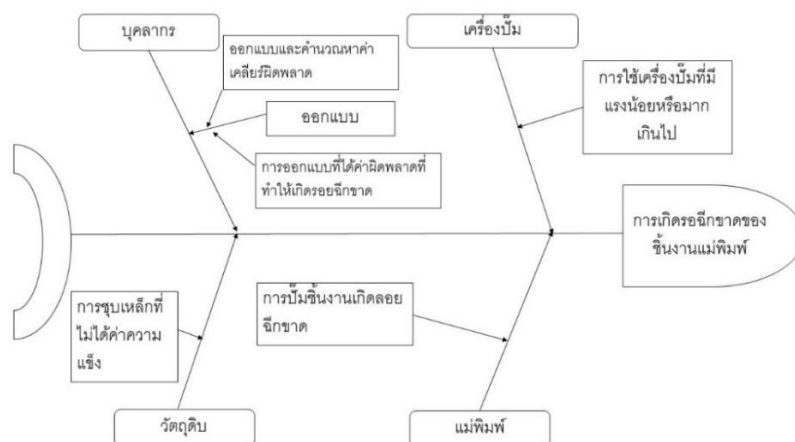 บุคลากร
เครื่องปั๊ม
ออกแบบและคำนวณหาค่า
เคลียร์ผิดพลาด
ออกแบบ
การออกแบบที่ได้ค่าผิดพลาดที่
ทำให้เกิดรอยฉีกขาด
การใช้เครื่องปั๊มที่มี
แรงน้อยหรือมาก
เกินไป
การเกิดรอฉีกขาดของ
ชิ้นงานแม่พิมพ์
การชุบเหล็กที่
ไม่ได้ค่าความ
แข็ง
การปั๊มชิ้นงานเกิดลอย
ฉีกขาด
วัตถุดิบ
แม่พิมพ์